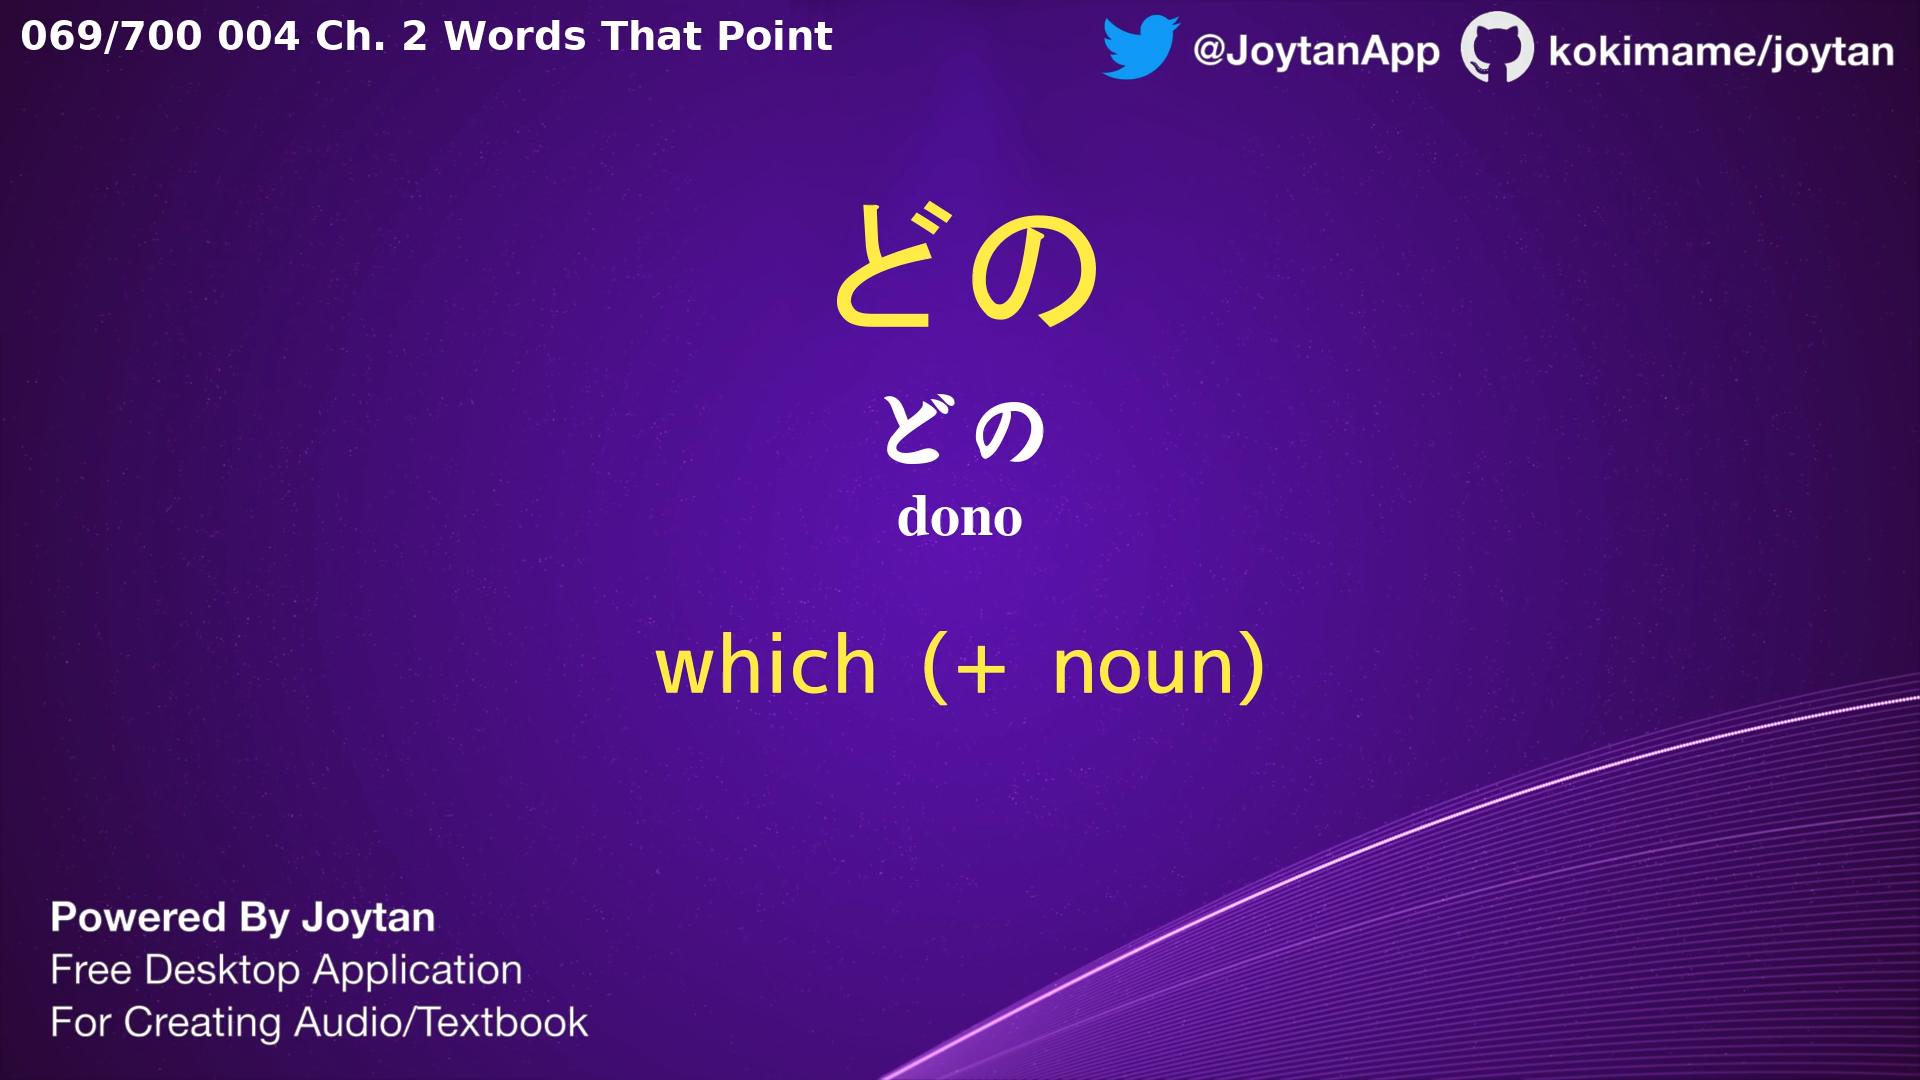 069/700 004 Ch. 2 Words That Point
@JoytanApp
kokimame/joytan
どの
どの
dono
which (+ noun)
Powered By Joytan
Free Desktop Application
For Creating Audio/Textbook